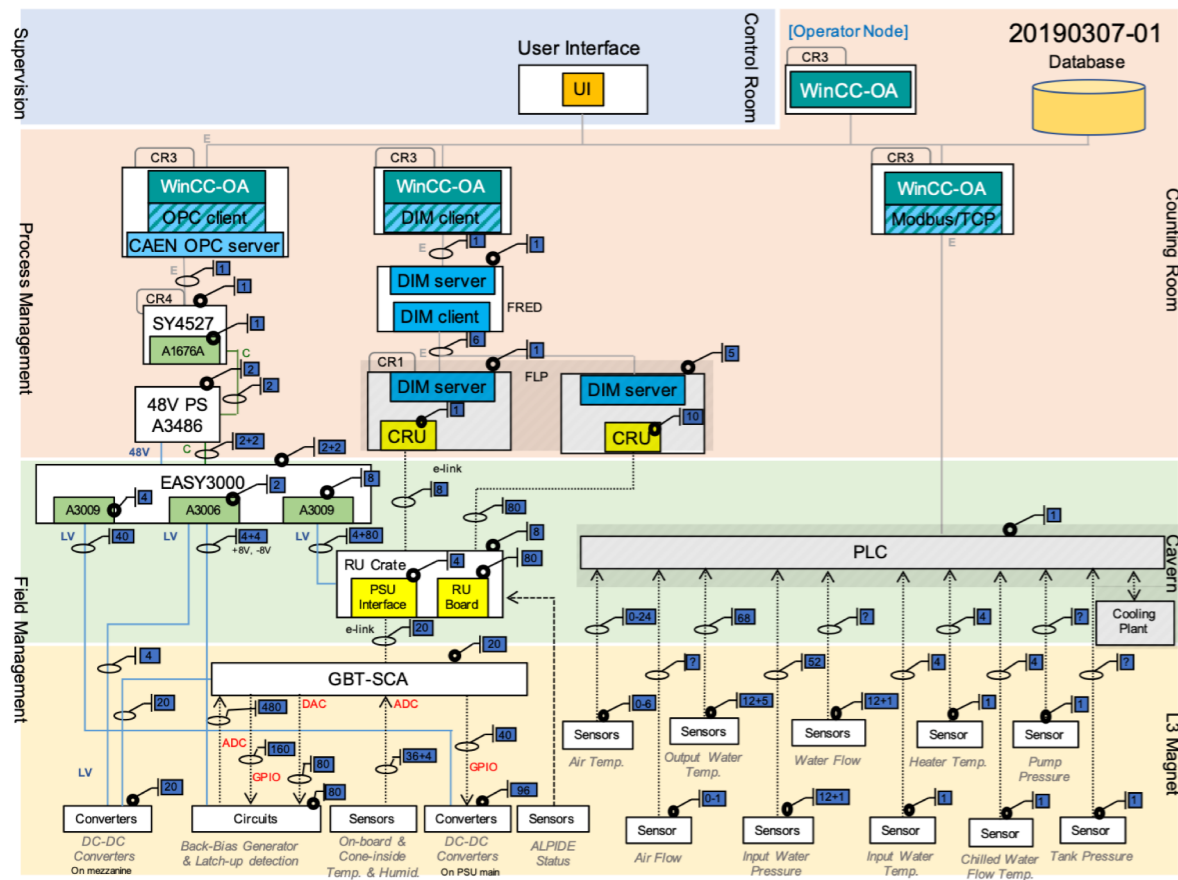 Supervision
Control Room
User Interface
UI
[Operator Node]
CR3
WinCC-OA
20190307-01
Database
Process Management
Counting Room
E
CR3
WinCC-OA
OPC client
CAEN OPC server
E
1
CR4
1
SY4527
1
A1676A
C
2
2
48V PS
A3486
48V
C
2+2
2+2
CR3
WinCC-OA
DIM client
E
1
1
DIM server
DIM client
FRED
6
E
1
5
CR1
FLP
DIM server
1
CRU
DIM server
10
CRU
CR3
WinCC-OA
Modbus/TCP
E
Field Management
Cavern
EASY3000
A3009
4
A3006
2
A3009
8
LV
40
LV
4+4
+8V, -8V
LV
4+80
e-link
8
80
8
RU Crate
4
80
PSU
Interface
RU
Board
e-link
20
20
1
PLC
Cooling
Plant
0-24
68
?
4
?
L3 Magnet
GBT-SCA
4
20
480
DAC
ADC
ADC
160
GPIO
80
36+4
40
GPIO
LV
20
80
96
Converters
Circuits
Sensors
Converters
Sensors
DC-DC
Converters
On mezzanine
Back-Bias Generator
& Latch-up detection
On-board &
Cone-inside
Temp. & Humid.
DC-DC
Converters
On PSU main
ALPIDE
Status
?
52
4
4
?
0-6
12+5
12+1
1
1
Sensors
Sensors
Sensors
Sensor
Sensor
Air Temp.
Output Water
Temp.
Water Flow
Heater Temp.
Pump
Pressure
0-1
12+1
1
1
1
Sensor
Sensors
Sensor
Sensor
Sensor
Air Flow
Input Water
Pressure
Input Water
Temp.
Chilled Water
Flow Temp.
Tank Pressure